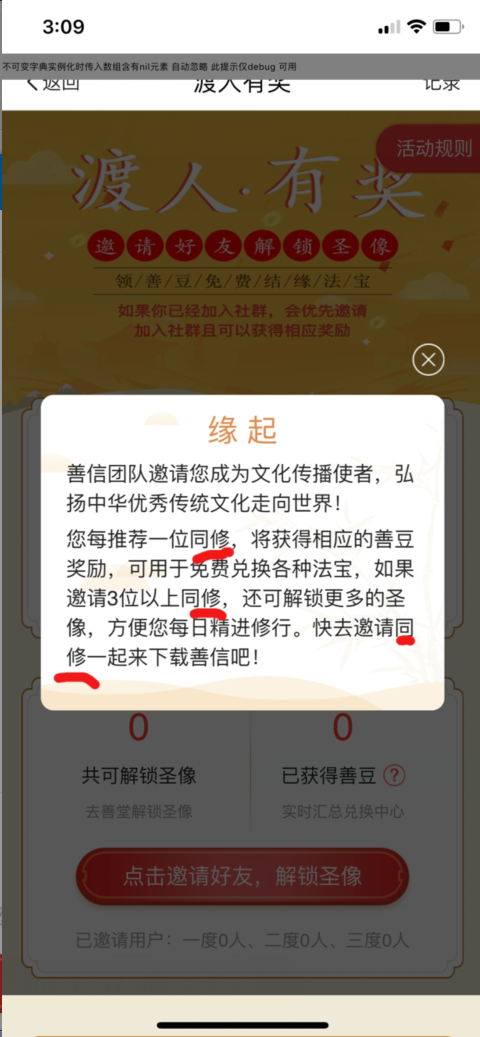 3:09
不可变字典实例化时传入数组含有nil元素 自动忽略 此提示仅debug 可用
返回
渡人有奖
记录
活动规则
渡人·有奖
邀请好友解锁圣像
领/善/豆/免/费/结/缘/法/宝
如果你已经加入社群,会优先邀请
加入社群且可以获得相应奖励
缘起
善信团队邀请您成为文化传播使者,弘
扬中华优秀传统文化走向世界!
您每推荐一位同修,将获得相应的善豆
奖励,可用于免费兑换各种法宝,如果
邀请3位以上同修,还可解锁更多的圣
像,方便您每日精进修行。快去邀请同
修一起来下载善信吧!
0
0
共可解锁圣像
已获得善豆 ?
去善堂解锁圣像
实时汇总兑换中心
点击邀请好友,解锁圣像
已邀请用户:一度0人、二度0人、三度0人